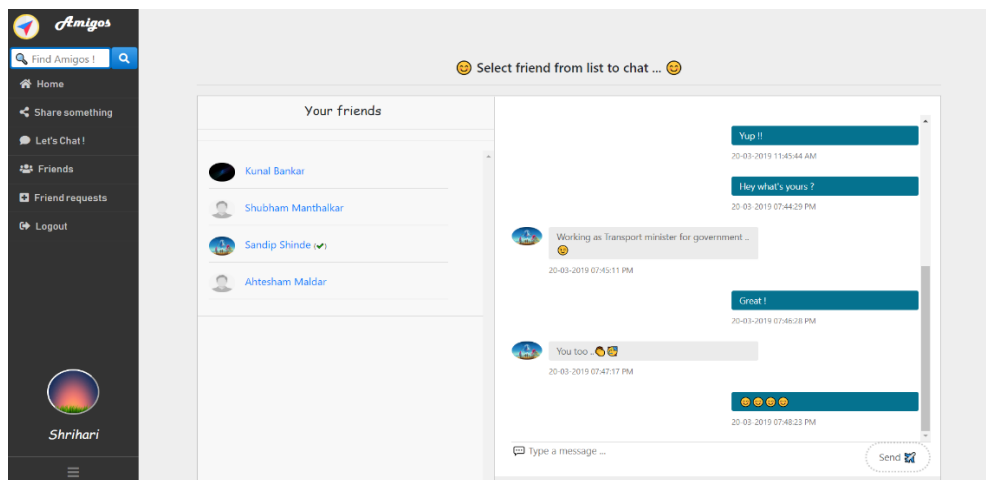 Amigos
Find Amigos !
Home
Share something
Let's Chat !
Friends
Friend requests
Logout
Shrihari
Select friend from list to chat ...
Your friends
Kunal Bankar
Shubham Manthalkar
Sandip Shinde (✔)
Ahtesham Maldar
Yup !!
20-03-2019 11:45:44 AM
Hey what's yours ?
20-03-2019 07:44:29 PM
Working as Transport minister for government ..
😊
20-03-2019 07:45:11 PM
Great !
20-03-2019 07:46:28 PM
You too ..👏🥰
20-03-2019 07:47:17 PM
😊😊😊😊
20-03-2019 07:48:23 PM
Type a message ...
Send